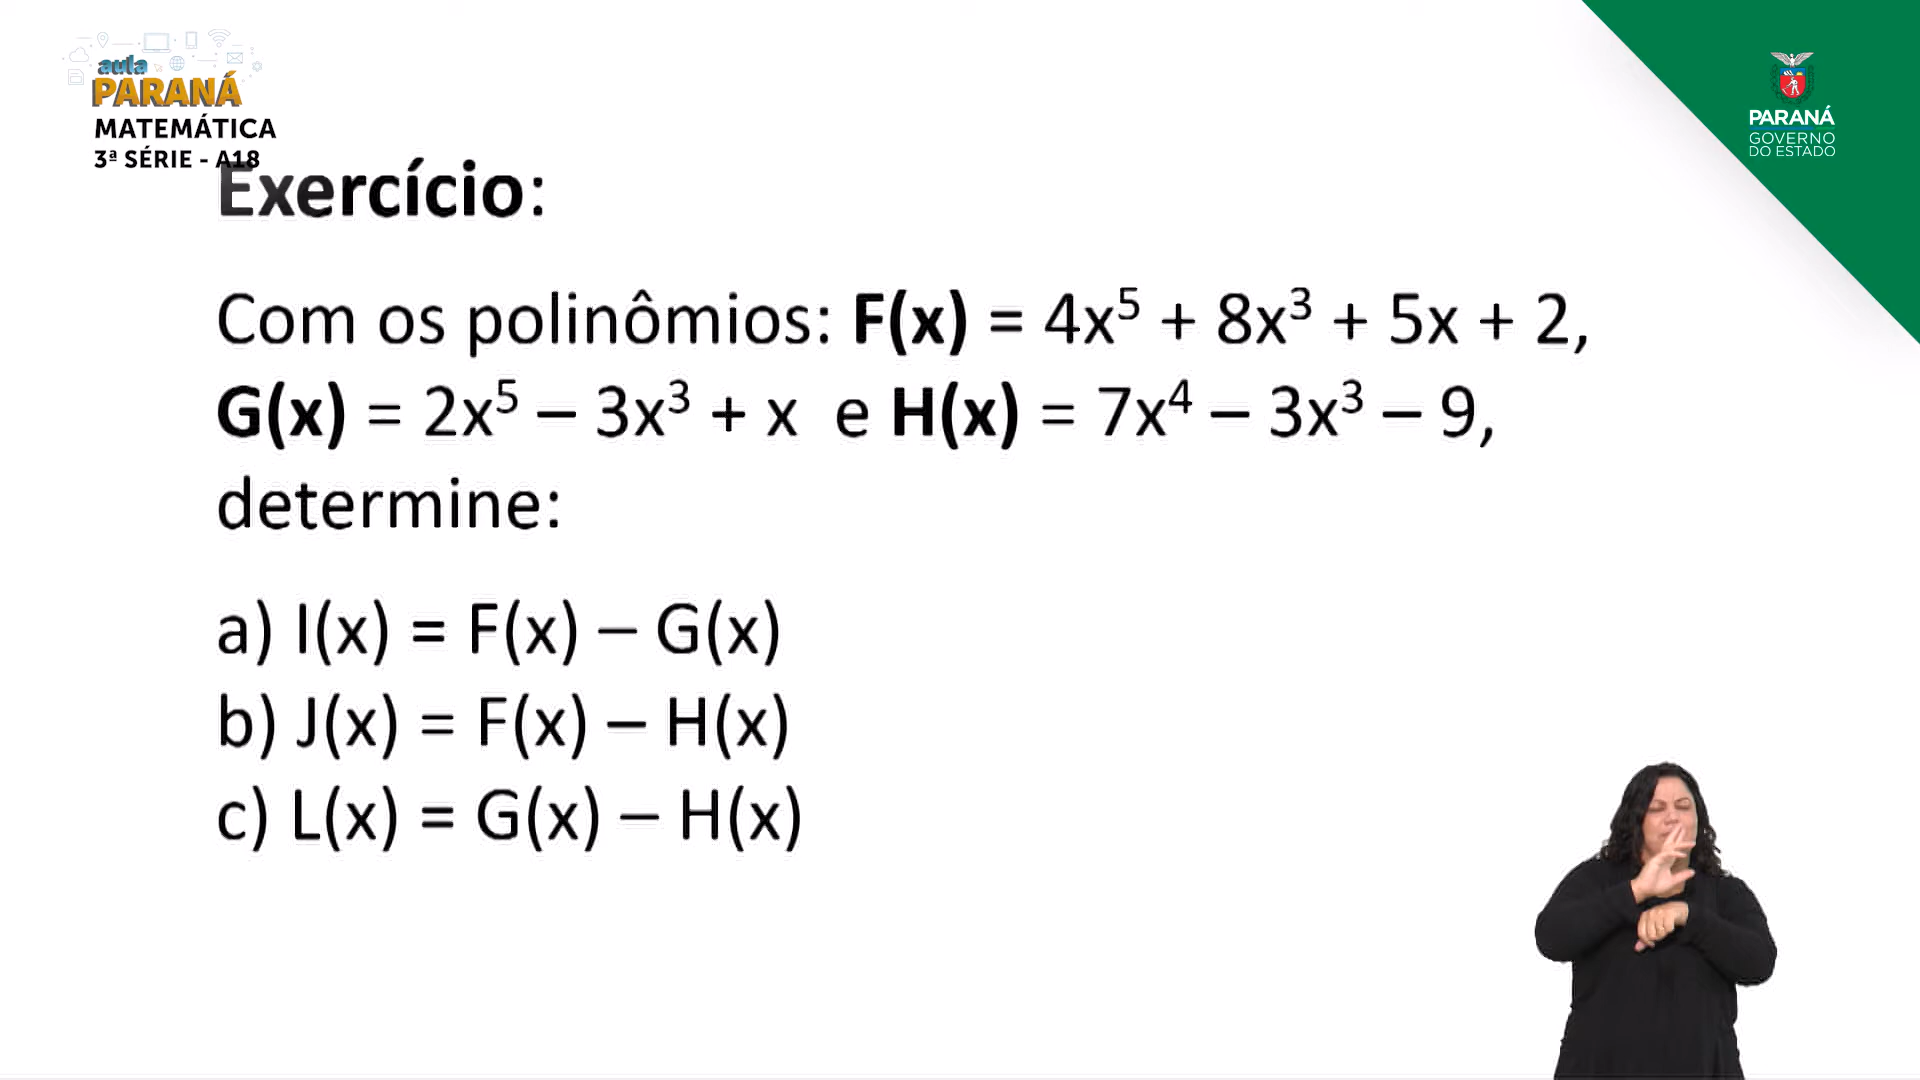 aula
PARANÁ
MATEMÁTICA
3ª SÉRIE - A18
PARANÁ
GOVERNO
DO ESTADO
Exercício:
Com os polinômios: F(x) = 4x⁵ + 8x³ + 5x + 2,
G(x) = 2x⁵ – 3x³ + x e H(x) = 7x⁴ – 3x³ – 9,
determine:
a) I(x) = F(x) – G(x)
b) J(x) = F(x) – H(x)
c) L(x) = G(x) – H(x)